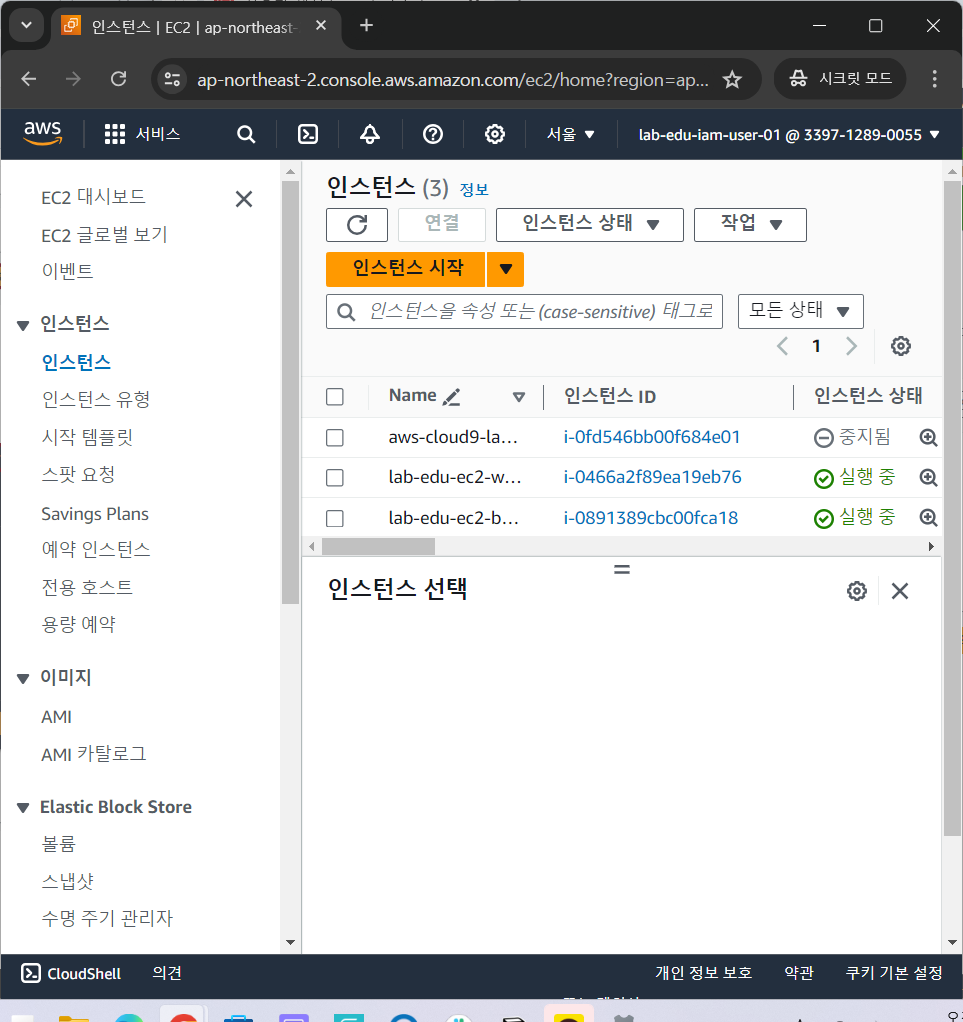 인스턴스 | EC2 | ap-northeast-
ap-northeast-2.console.aws.amazon.com/ec2/home?region=ap...
시크릿 모드
aws
서비스
서울
lab-edu-iam-user-01 @ 3397-1289-0055
EC2 대시보드
EC2 글로벌 보기
이벤트
인스턴스
인스턴스
인스턴스 유형
시작 템플릿
스팟 요청
Savings Plans
예약 인스턴스
전용 호스트
용량 예약
이미지
AMI
AMI 카탈로그
Elastic Block Store
볼륨
스냅샷
수명 주기 관리자
인스턴스 (3) 정보
연결
인스턴스 상태
작업
인스턴스 시작
인스턴스을 속성 또는 (case-sensitive) 태그로
모든 상태
1
Name 인스턴스 ID 인스턴스 상태
aws-cloud9-la... i-0fd546bb00f684e01 중지됨
lab-edu-ec2-w... i-0466a2f89ea19eb76 실행 중
lab-edu-ec2-b... i-0891389cbc00fca18 실행 중
인스턴스 선택
CloudShell
의견
개인 정보 보호
약관
쿠키 기본 설정